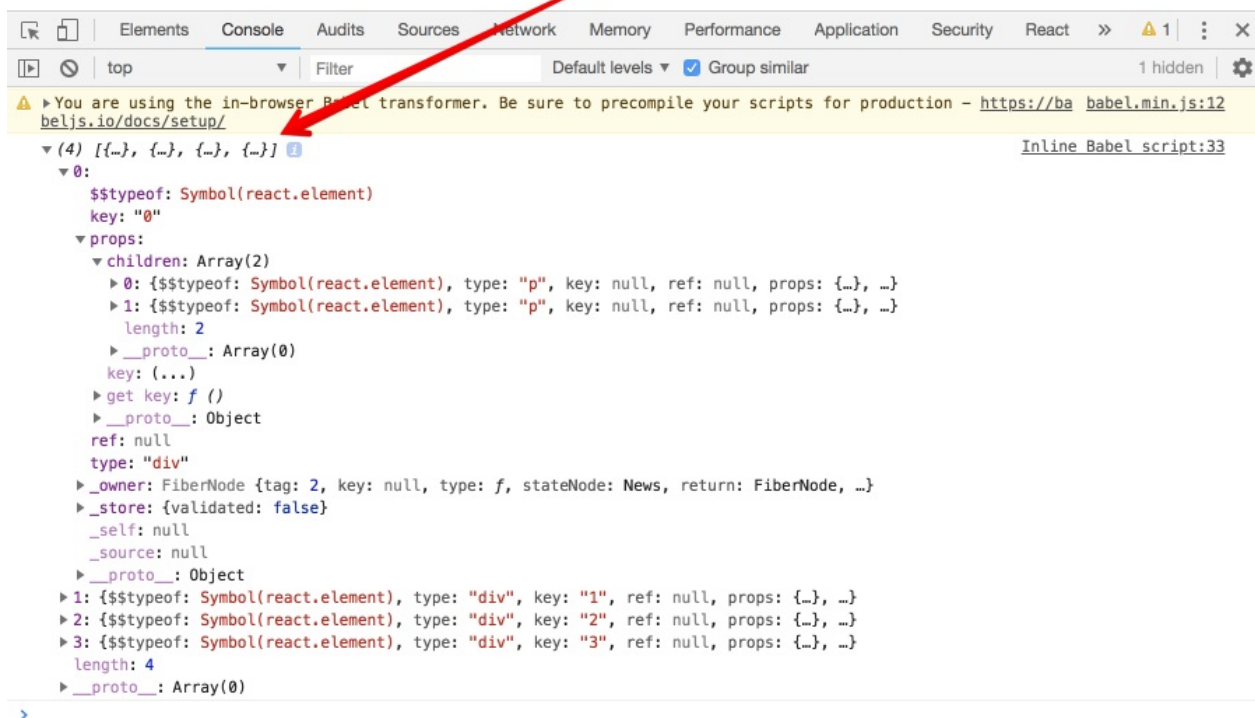 Elements Console Audits Sources Network Memory Performance Application Security React » 1
top Filter Default levels ▼ Group similar 1 hidden
You are using the in-browser Babel transformer. Be sure to precompile your scripts for production – https://ba babel.min.js:12
beljs.io/docs/setup/
(4) [{…}, {…}, {…}, {…}] i Inline Babel script:33
0:
$$typeof: Symbol(react.element)
key: "0"
props:
children: Array(2)
0: {$$typeof: Symbol(react.element), type: "p", key: null, ref: null, props: {…}, …}
1: {$$typeof: Symbol(react.element), type: "p", key: null, ref: null, props: {…}, …}
length: 2
__proto__: Array(0)
key: (...)
get key: ƒ ()
__proto__: Object
ref: null
type: "div"
_owner: FiberNode {tag: 2, key: null, type: ƒ, stateNode: News, return: FiberNode, …}
_store: {validated: false}
_self: null
_source: null
__proto__: Object
1: {$$typeof: Symbol(react.element), type: "div", key: "1", ref: null, props: {…}, …}
2: {$$typeof: Symbol(react.element), type: "div", key: "2", ref: null, props: {…}, …}
3: {$$typeof: Symbol(react.element), type: "div", key: "3", ref: null, props: {…}, …}
length: 4
__proto__: Array(0)
>